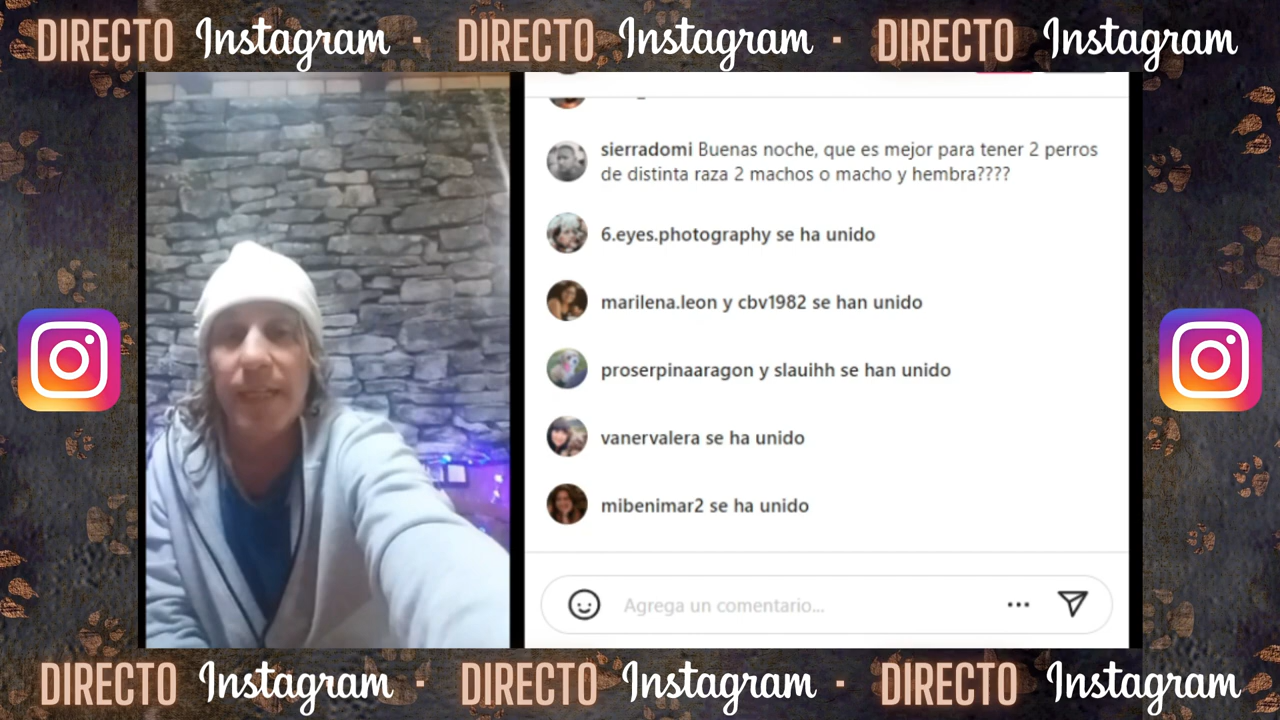 DIRECTO Instagram · DIRECTO Instagram · DIRECTO Instagram
sierradomi Buenas noche, que es mejor para tener 2 perros
de distinta raza 2 machos o macho y hembra????
6.eyes.photography se ha unido
marilena.leon y cbv1982 se han unido
proserpinaaragon y slauihh se han unido
vanervalera se ha unido
mibenimar2 se ha unido
Agrega un comentario...
DIRECTO Instagram · DIRECTO Instagram · DIRECTO Instagram